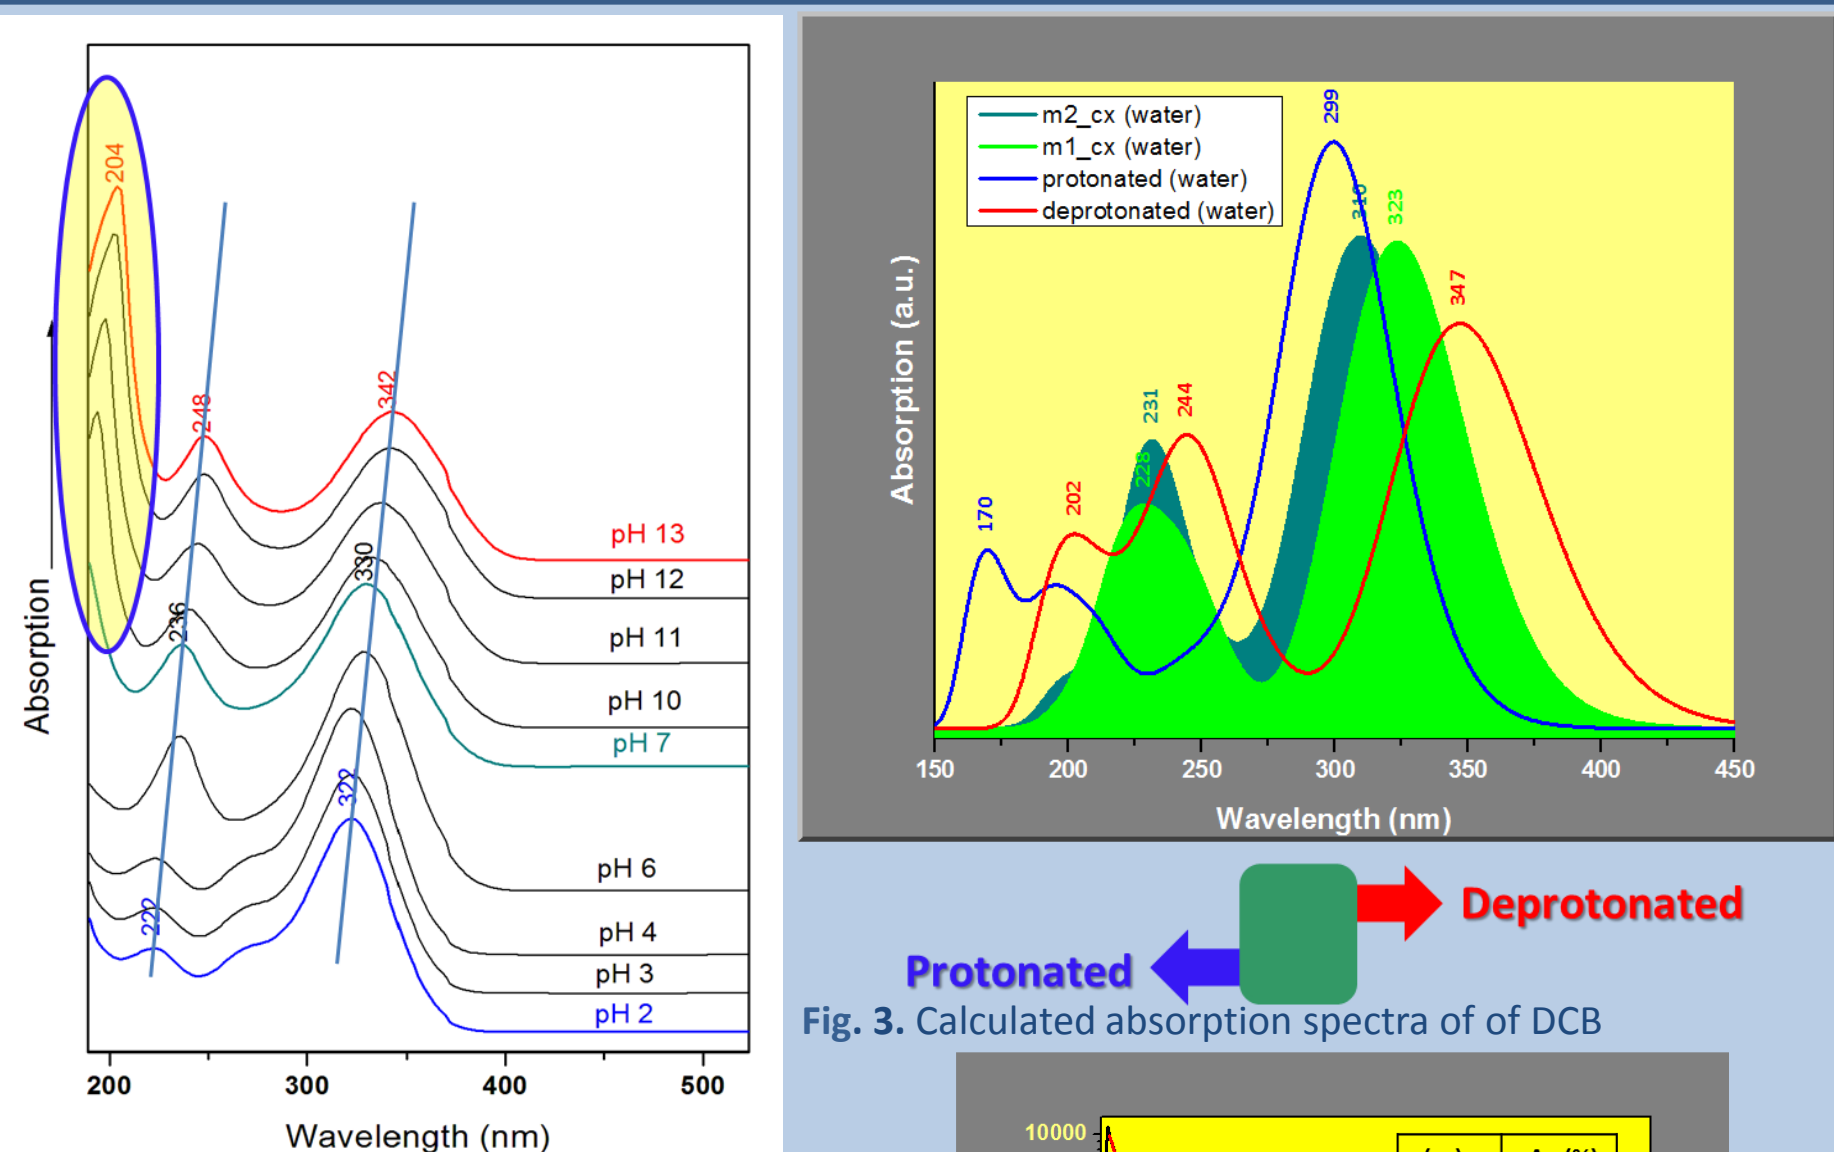 204
248
342
pH 13
pH 12
330
pH 11
236
pH 10
pH 7
322
pH 6
222
pH 4
pH 3
pH 2
Absorption
200 300 400 500
Wavelength (nm)
m2_cx (water)
m1_cx (water)
protonated (water)
deprotonated (water)
299
310
323
347
231
244
228
202
170
Absorption (a.u.)
150 200 250 300 350 400 450
Wavelength (nm)
Deprotonated
Protonated
Fig. 3. Calculated absorption spectra of of DCB
10000